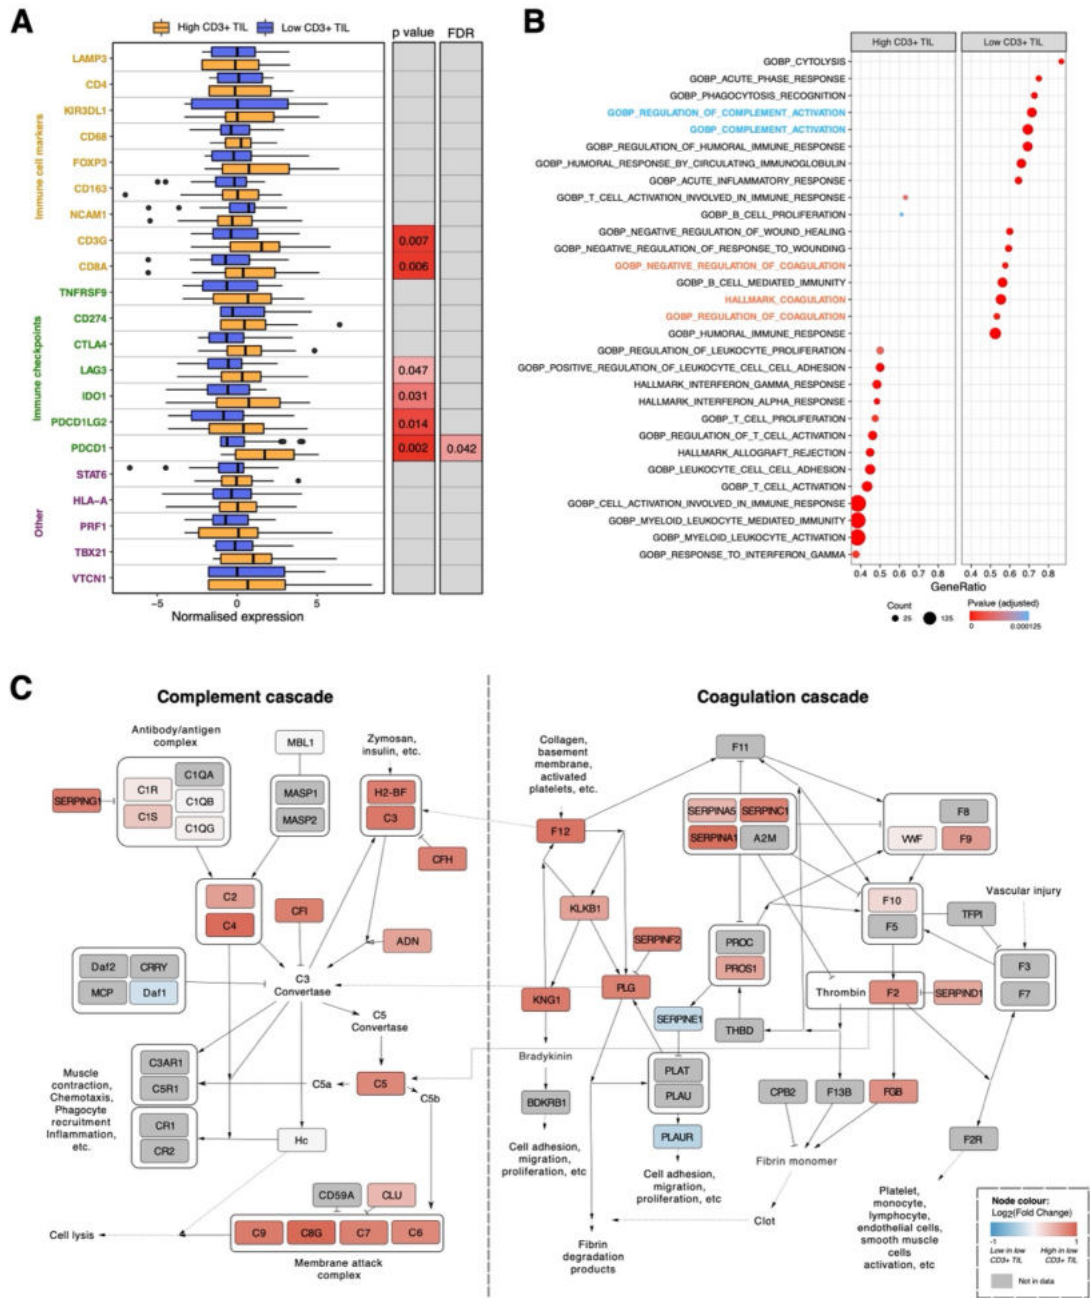 A
High CD3+ TIL
Low CD3+ TIL
p value
FDR
Immune cell markers
LAMP3
CD4
KIR3DL1
CD68
FOXP3
CD163
NCAM1
CD3G
0.007
CD8A
0.006
Immune checkpoints
TNFRSF9
CD274
CTLA4
LAG3
0.047
IDO1
0.031
PDCD1LG2
0.014
PDCD1
0.002
0.042
Other
STAT6
HLA−A
PRF1
TBX21
VTCN1
−5
0
5
Normalised expression
B
High CD3+ TIL
Low CD3+ TIL
GOBP_CYTOLYSIS
GOBP_ACUTE_PHASE_RESPONSE
GOBP_PHAGOCYTOSIS_RECOGNITION
GOBP_REGULATION_OF_COMPLEMENT_ACTIVATION
GOBP_COMPLEMENT_ACTIVATION
GOBP_REGULATION_OF_HUMORAL_IMMUNE_RESPONSE
GOBP_HUMORAL_RESPONSE_BY_CIRCULATING_IMMUNOGLOBULIN
GOBP_ACUTE_INFLAMMATORY_RESPONSE
GOBP_T_CELL_ACTIVATION_INVOLVED_IN_IMMUNE_RESPONSE
GOBP_B_CELL_PROLIFERATION
GOBP_NEGATIVE_REGULATION_OF_WOUND_HEALING
GOBP_NEGATIVE_REGULATION_OF_RESPONSE_TO_WOUNDING
GOBP_NEGATIVE_REGULATION_OF_COAGULATION
GOBP_B_CELL_MEDIATED_IMMUNITY
HALLMARK_COAGULATION
GOBP_REGULATION_OF_COAGULATION
GOBP_HUMORAL_IMMUNE_RESPONSE
GOBP_REGULATION_OF_LEUKOCYTE_PROLIFERATION
GOBP_POSITIVE_REGULATION_OF_LEUKOCYTE_CELL_CELL_ADHESION
HALLMARK_INTERFERON_GAMMA_RESPONSE
HALLMARK_INTERFERON_ALPHA_RESPONSE
GOBP_T_CELL_PROLIFERATION
GOBP_REGULATION_OF_T_CELL_ACTIVATION
HALLMARK_ALLOGRAFT_REJECTION
GOBP_LEUKOCYTE_CELL_CELL_ADHESION
GOBP_T_CELL_ACTIVATION
GOBP_CELL_ACTIVATION_INVOLVED_IN_IMMUNE_RESPONSE
GOBP_MYELOID_LEUKOCYTE_MEDIATED_IMMUNITY
GOBP_MYELOID_LEUKOCYTE_ACTIVATION
GOBP_RESPONSE_TO_INTERFERON_GAMMA
0.4 0.5 0.6 0.7 0.8
0.4 0.5 0.6 0.7 0.8
GeneRatio
Count
25
125
Pvalue (adjusted)
0
0.000125
C
Complement cascade
Antibody/antigen
complex
MBL1
Zymosan,
insulin, etc.
SERPING1
C1R
C1S
C1QA
C1QB
C1QG
MASP1
MASP2
H2-BF
C3
CFH
C2
C4
CFI
ADN
Daf2
CRRY
MCP
Daf1
C3
Convertase
C5
Convertase
C3AR1
C5R1
CR1
CR2
Muscle
contraction,
Chemotaxis,
Phagocyte
recruitment
Inflammation,
etc.
C5a
C5
C5b
Hc
CD59A
CLU
C9
C8G
C7
C6
Cell lysis
Membrane attack
complex
Coagulation cascade
Collagen,
basement
membrane,
activated
platelets, etc.
F11
F12
SERPINA5
SERPINC1
SERPINA1
A2M
F8
VWF
F9
KLKB1
F10
F5
Vascular injury
TFPI
SERPINF2
PROC
PROS1
F3
F7
KNG1
PLG
Thrombin
F2
SERPIND1
SERPINE1
THBD
Bradykinin
PLAT
PLAU
BDKRB1
CPB2
F13B
FGB
PLAUR
F2R
Cell adhesion,
migration,
proliferation, etc
Cell adhesion,
migration,
proliferation, etc
Fibrin monomer
Clot
Fibrin
degradation
products
Platelet,
monocyte,
lymphocyte,
endothelial cells,
smooth muscle
cells
activation, etc
Node colour:
Log2(Fold Change)
-1
1
Low in low
CD3+ TIL
High in low
CD3+ TIL
Not in data